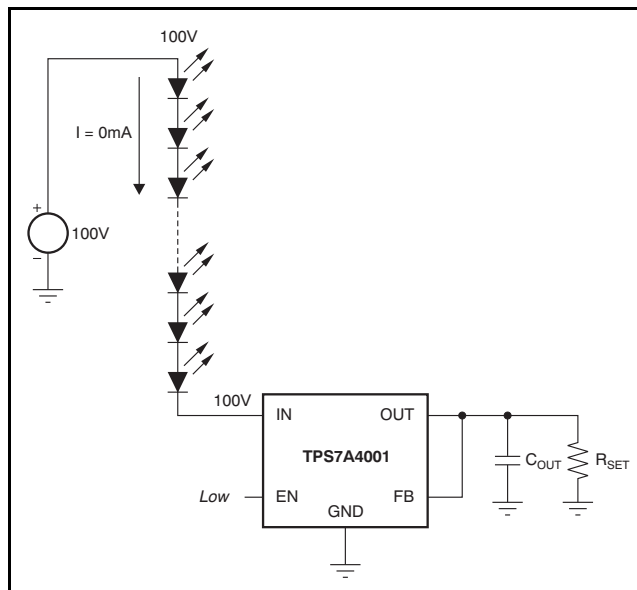 100V
I = 0mA
+
100V
–
100V
IN
OUT
TPS7A4001
C_OUT
R_SET
Low
EN
FB
GND